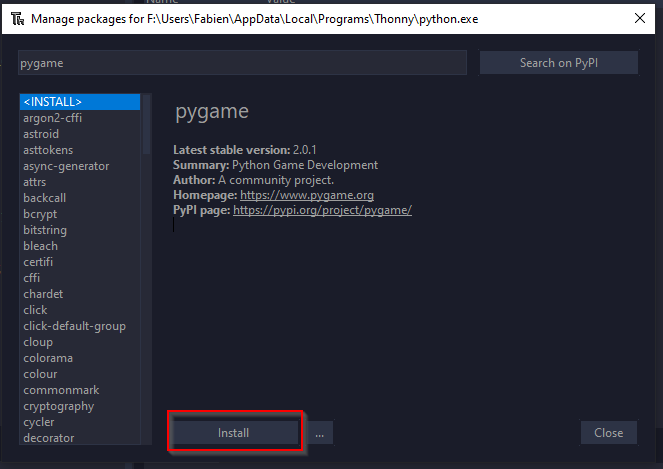 Manage packages for F:\Users\Fabien\AppData\Local\Programs\Thonny\python.exe
pygame
Search on PyPI
<INSTALL>
argon2-cffi
astroid
asttokens
async-generator
attrs
backcall
bcrypt
bitstring
bleach
certifi
cffi
chardet
click
click-default-group
cloup
colorama
colour
commonmark
cryptography
cycler
decorator
pygame
Latest stable version: 2.0.1
Summary: Python Game Development
Author: A community project.
Homepage: https://www.pygame.org
PyPI page: https://pypi.org/project/pygame/
Install
...
Close